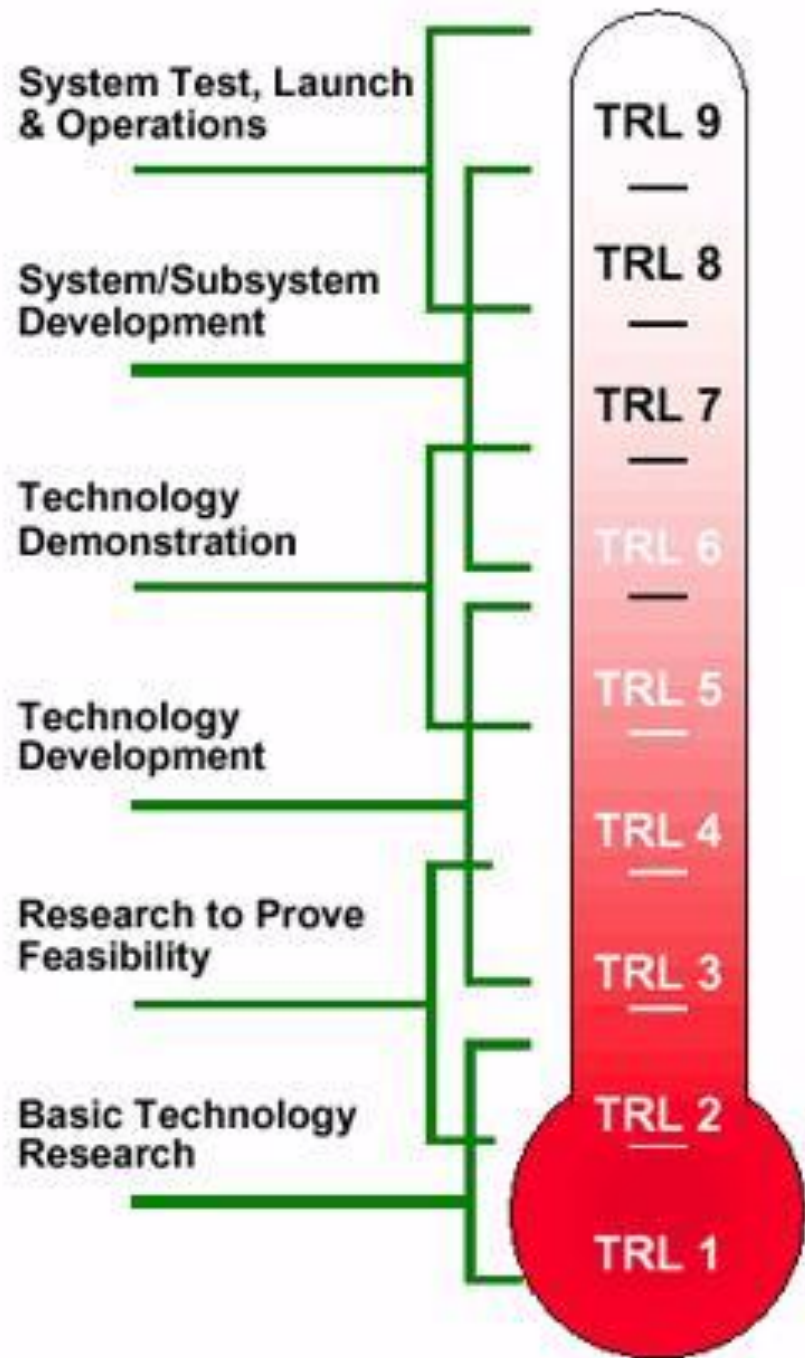 System Test, Launch
& Operations
System/Subsystem
Development
Technology
Demonstration
Technology
Development
Research to Prove
Feasibility
Basic Technology
Research
TRL 9
TRL 8
TRL 7
TRL 6
TRL 5
TRL 4
TRL 3
TRL 2
TRL 1